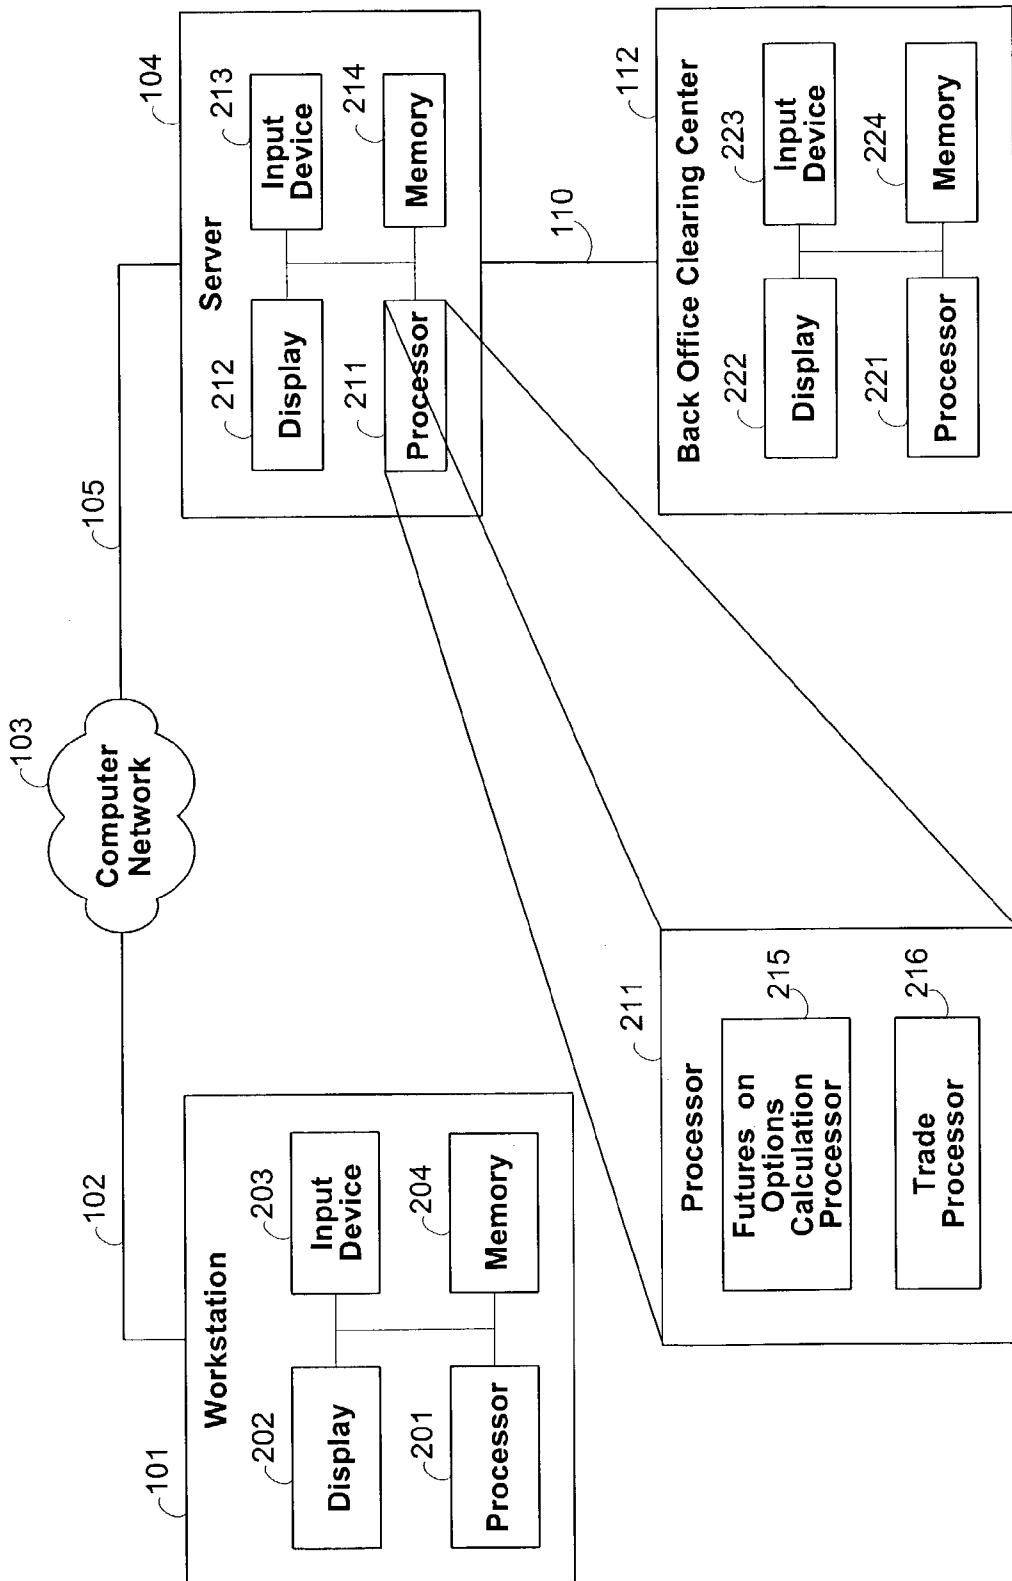 103
Computer
Network
102
105
101
Workstation
202
Display
203
Input
Device
201
Processor
204
Memory
104
Server
212
Display
213
Input
Device
211
Processor
214
Memory
110
211
Processor
Futures on
Options
Calculation
Processor
215
Trade
Processor
216
112
Back Office Clearing Center
222
Display
223
Input
Device
221
Processor
224
Memory